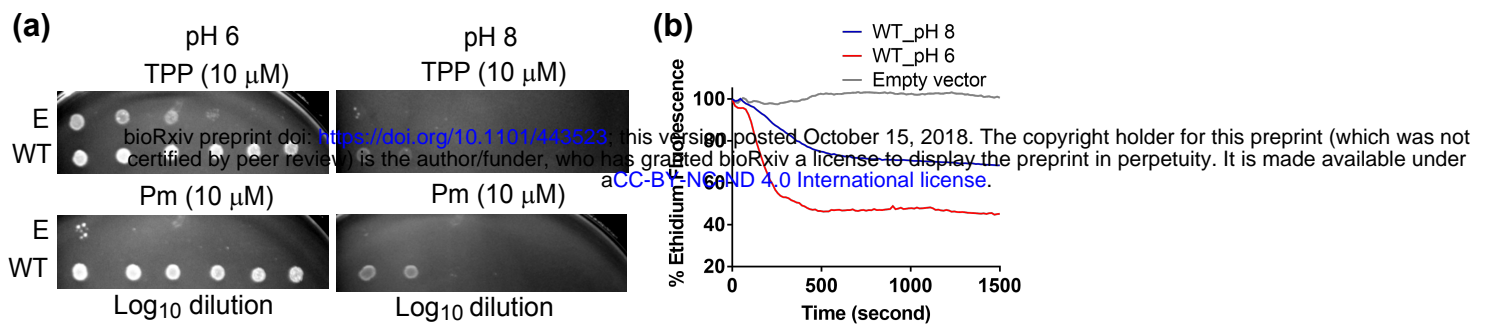 (a)
pH 6
pH 8
TPP (10 μM)
TPP (10 μM)
E
WT
Pm (10 μM)
Pm (10 μM)
E
WT
Log10 dilution
Log10 dilution
(b)
WT_pH 8
WT_pH 6
Empty vector
% Ethidium Fluorescence
100
80
60
40
20
0
500
1000
1500
Time (second)
bioRxiv preprint doi: https://doi.org/10.1101/443523; this version posted October 15, 2018. The copyright holder for this preprint (which was not
certified by peer review) is the author/funder, who has granted bioRxiv a license to display the preprint in perpetuity. It is made available under
aCC-BY-NC-ND 4.0 International license.